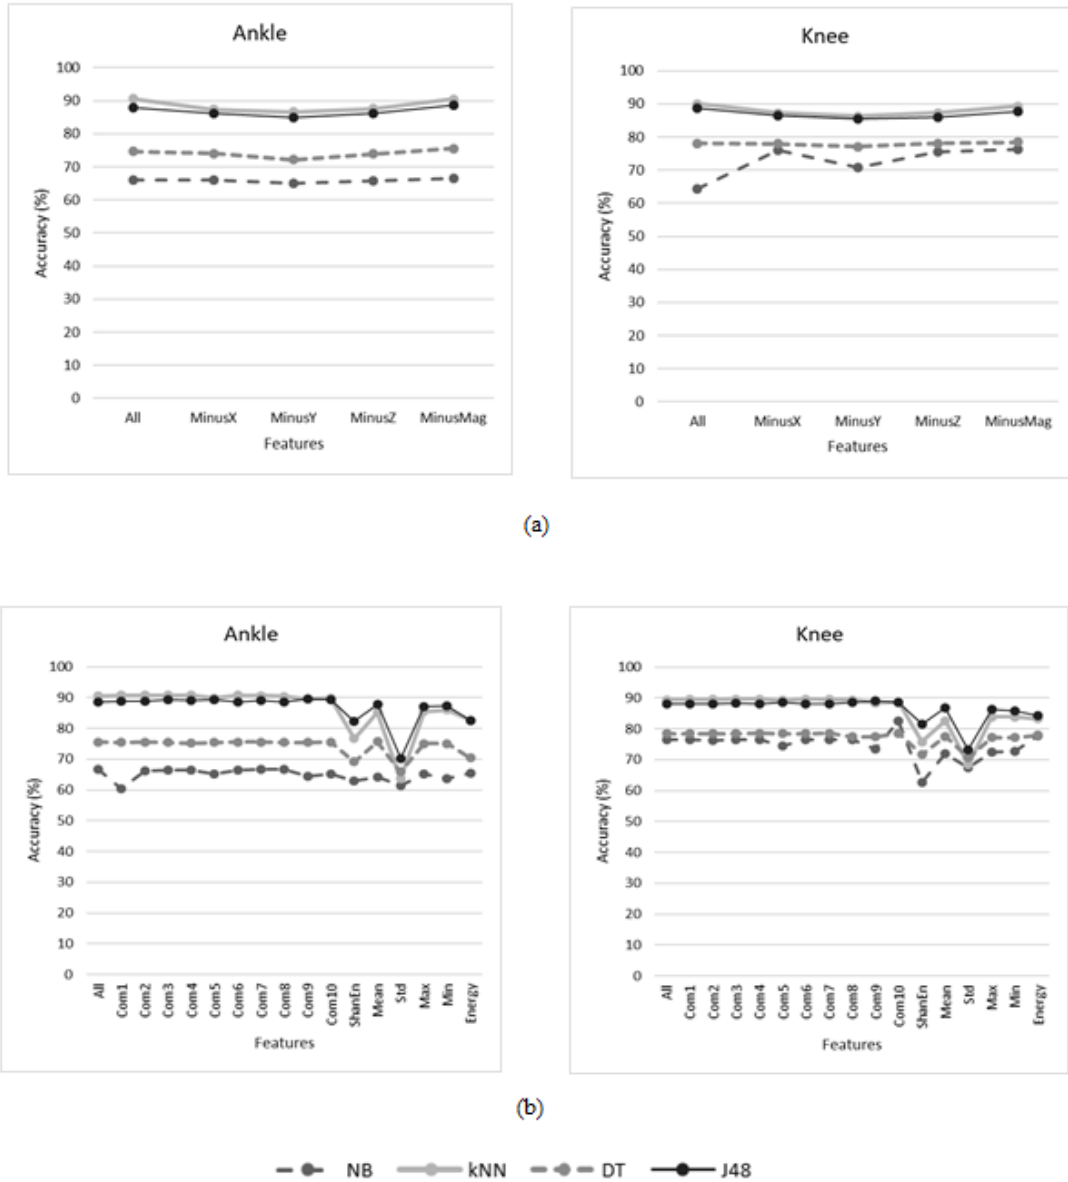 Ankle
100
90
80
70
60
50
40
30
20
10
0
Accuracy (%)
All MinusX MinusY MinusZ MinusMag
Features
Knee
100
90
80
70
60
50
40
30
20
10
0
Accuracy (%)
All MinusX MinusY MinusZ MinusMag
Features
(a)
Ankle
100
90
80
70
60
50
40
30
20
10
0
Accuracy (%)
All Com1 Com2 Com3 Com4 Com5 Com6 Com7 Com8 Com9 Com10 ShanEn Mean Std Max Min Energy
Features
Knee
100
90
80
70
60
50
40
30
20
10
0
Accuracy (%)
All Com1 Com2 Com3 Com4 Com5 Com6 Com7 Com8 Com9 Com10 ShanEn Mean Std Max Min Energy
Features
(b)
NB kNN DT J48